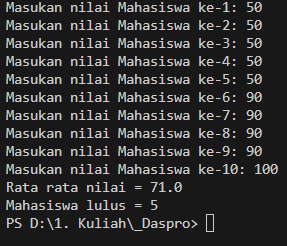 Masukan nilai Mahasiswa ke-1: 50
Masukan nilai Mahasiswa ke-2: 50
Masukan nilai Mahasiswa ke-3: 50
Masukan nilai Mahasiswa ke-4: 50
Masukan nilai Mahasiswa ke-5: 50
Masukan nilai Mahasiswa ke-6: 90
Masukan nilai Mahasiswa ke-7: 90
Masukan nilai Mahasiswa ke-8: 90
Masukan nilai Mahasiswa ke-9: 90
Masukan nilai Mahasiswa ke-10: 100
Rata rata nilai = 71.0
Mahasiswa lulus = 5
PS D:\1. Kuliah\_Daspro>